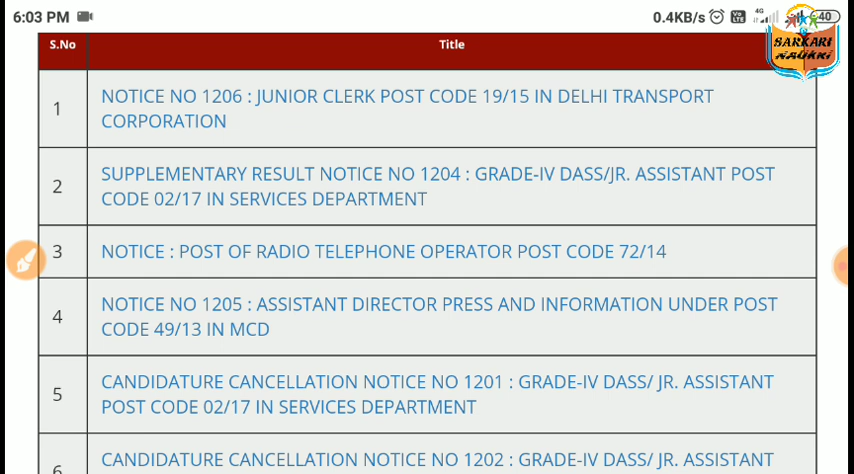 6:03 PM
0.4KB/s Vo LTE 4G 40
SARKARI
NAUKRI
S.No Title
1 NOTICE NO 1206 : JUNIOR CLERK POST CODE 19/15 IN DELHI TRANSPORT
CORPORATION
2 SUPPLEMENTARY RESULT NOTICE NO 1204 : GRADE-IV DASS/JR. ASSISTANT POST
CODE 02/17 IN SERVICES DEPARTMENT
3 NOTICE : POST OF RADIO TELEPHONE OPERATOR POST CODE 72/14
4 NOTICE NO 1205 : ASSISTANT DIRECTOR PRESS AND INFORMATION UNDER POST
CODE 49/13 IN MCD
5 CANDIDATURE CANCELLATION NOTICE NO 1201 : GRADE-IV DASS/ JR. ASSISTANT
POST CODE 02/17 IN SERVICES DEPARTMENT
6 CANDIDATURE CANCELLATION NOTICE NO 1202 : GRADE-IV DASS/ JR. ASSISTANT